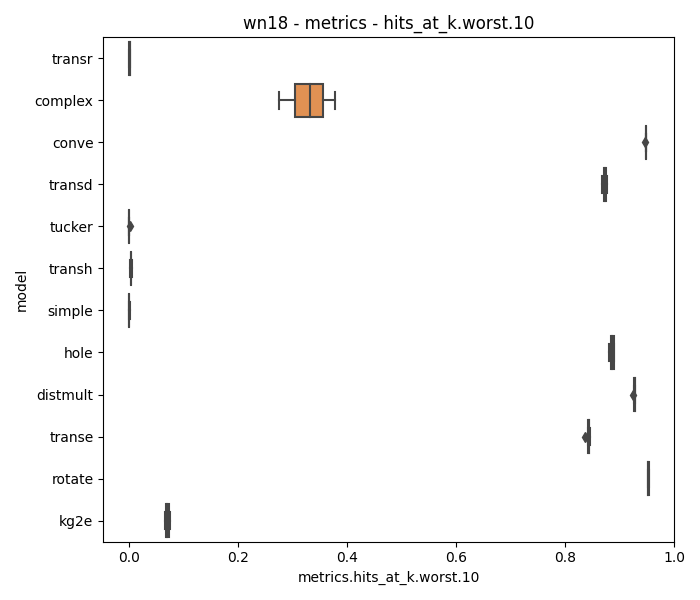 wn18 - metrics - hits_at_k.worst.10
transr
complex
conve
transd
tucker
transh
simple
hole
distmult
transe
rotate
kg2e
model
0.0 0.2 0.4 0.6 0.8 1.0
metrics.hits_at_k.worst.10